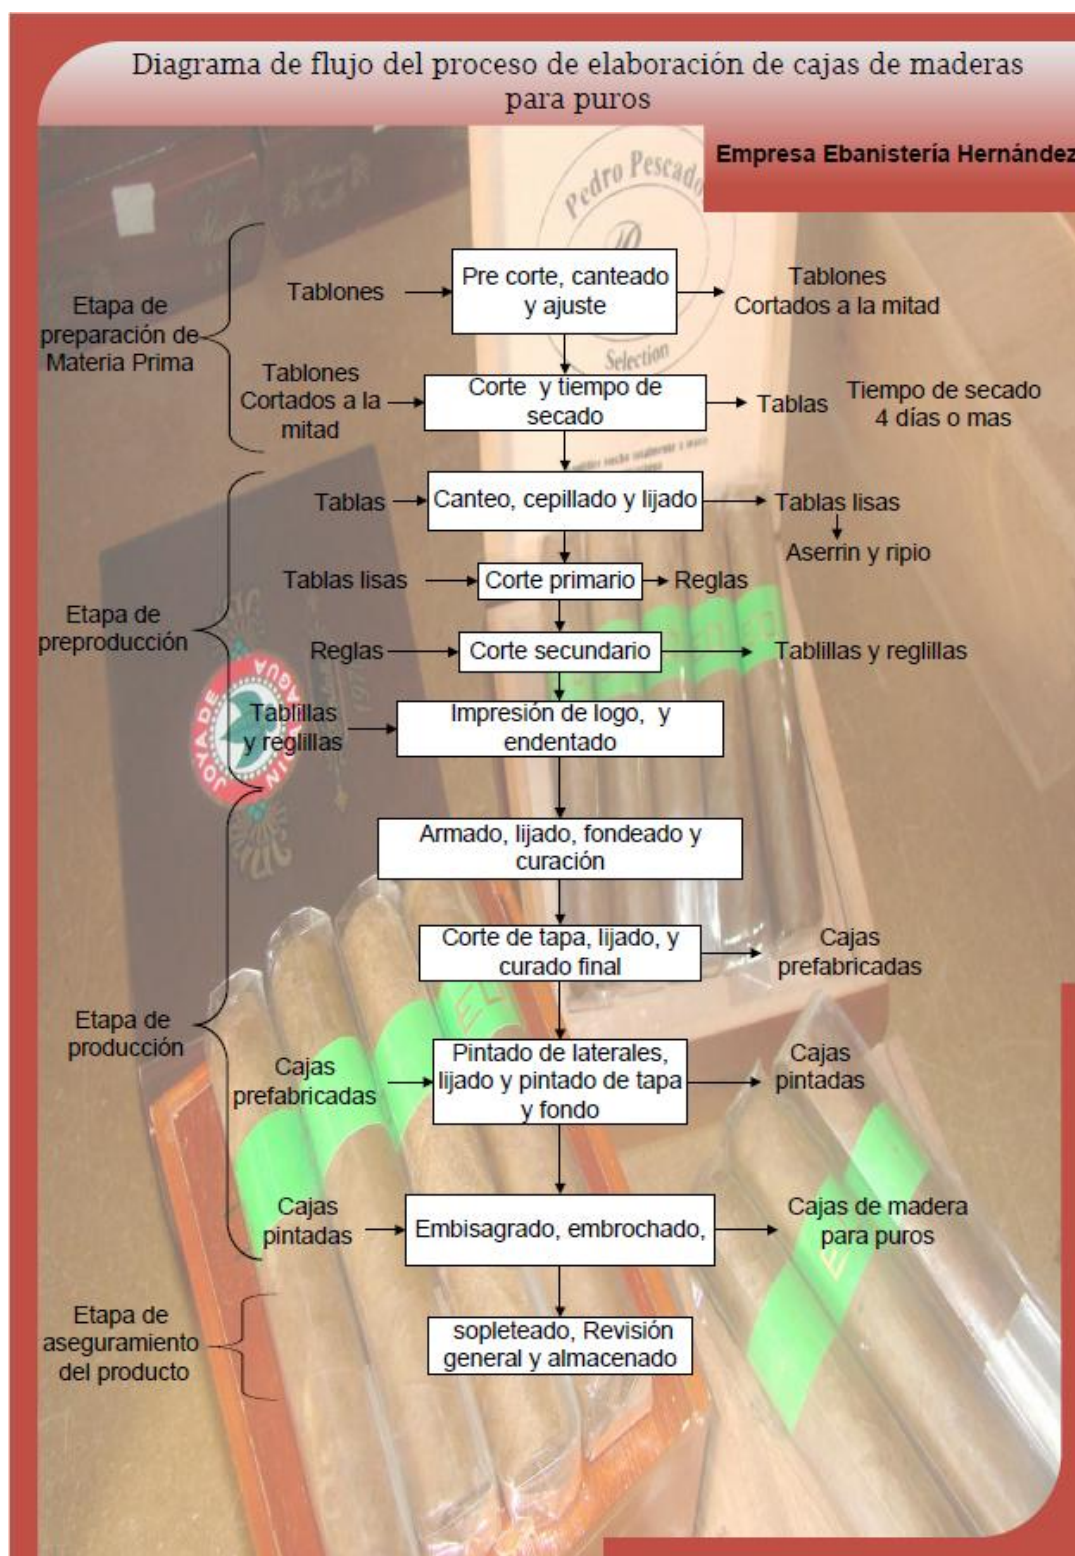 Diagrama de flujo del proceso de elaboración de cajas de maderas
para puros
Empresa Ebanistería Hernández
Pedro Pescador
Selection
Etapa de
preparación de
Materia Prima
Tablones
Pre corte, canteado
y ajuste
Tablones
Cortados a la mitad
Tablones
Cortados a la
mitad
Corte y tiempo de
secado
Tablas
Tiempo de secado
4 días o mas
Etapa de
preproducción
Tablas
Canteo, cepillado y lijado
Tablas lisas
Aserrin y ripio
Tablas lisas
Corte primario
Reglas
Reglas
Corte secundario
Tablillas y reglillas
Tablillas
y reglillas
Impresión de logo, y
endentado
JOYA DE
Etapa de
producción
Armado, lijado, fondeado y
curación
Corte de tapa, lijado, y
curado final
Cajas
prefabricadas
Cajas
prefabricadas
Pintado de laterales,
lijado y pintado de tapa
y fondo
Cajas
pintadas
Cajas
pintadas
Embisagrado, embrochado,
Cajas de madera
para puros
Etapa de
aseguramiento
del producto
sopleteado, Revisión
general y almacenado